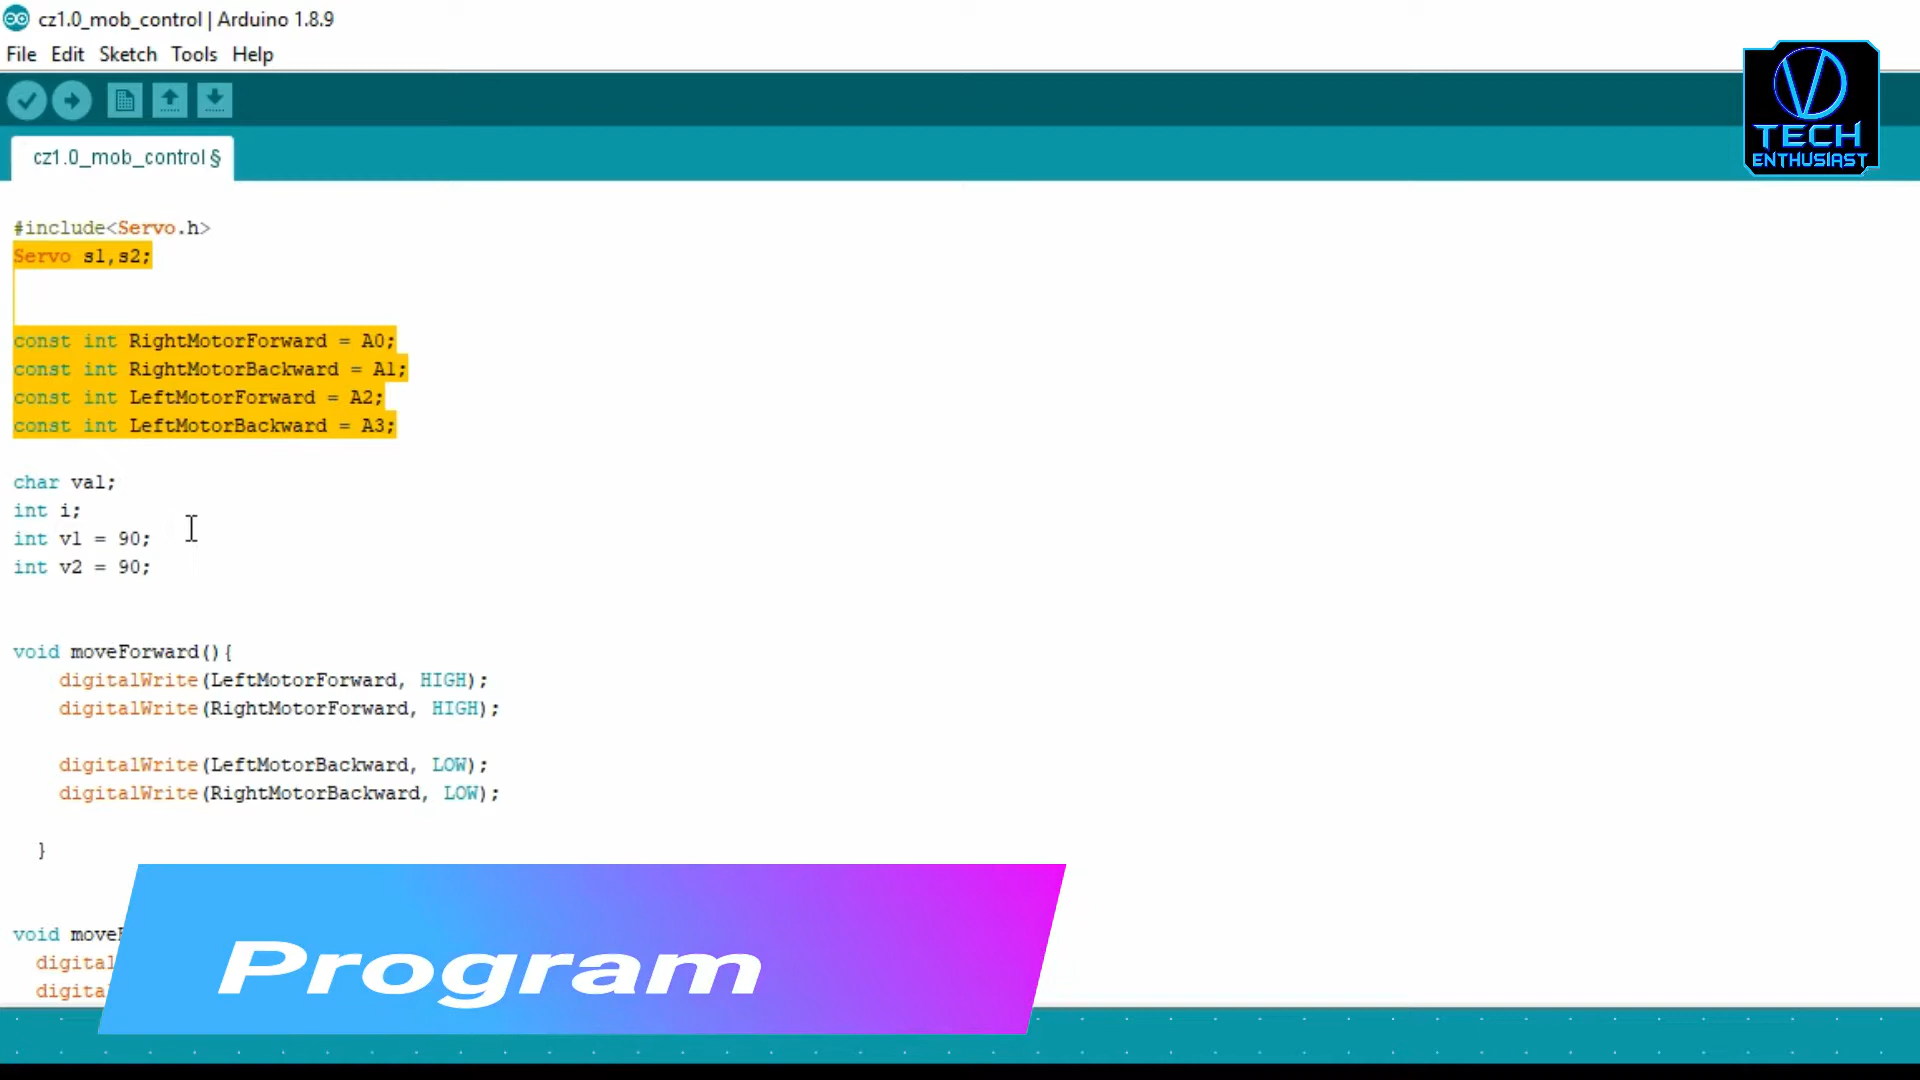 cz1.0_mob_control | Arduino 1.8.9
File Edit Sketch Tools Help
cz1.0_mob_control §
VD
TECH
ENTHUSIAST
#include<Servo.h>
Servo s1,s2;
const int RightMotorForward = A0;
const int RightMotorBackward = A1;
const int LeftMotorForward = A2;
const int LeftMotorBackward = A3;
char val;
int i;
int v1 = 90;
int v2 = 90;
void moveForward(){
digitalWrite(LeftMotorForward, HIGH);
digitalWrite(RightMotorForward, HIGH);
digitalWrite(LeftMotorBackward, LOW);
digitalWrite(RightMotorBackward, LOW);
}
void move
digital
digital
Program